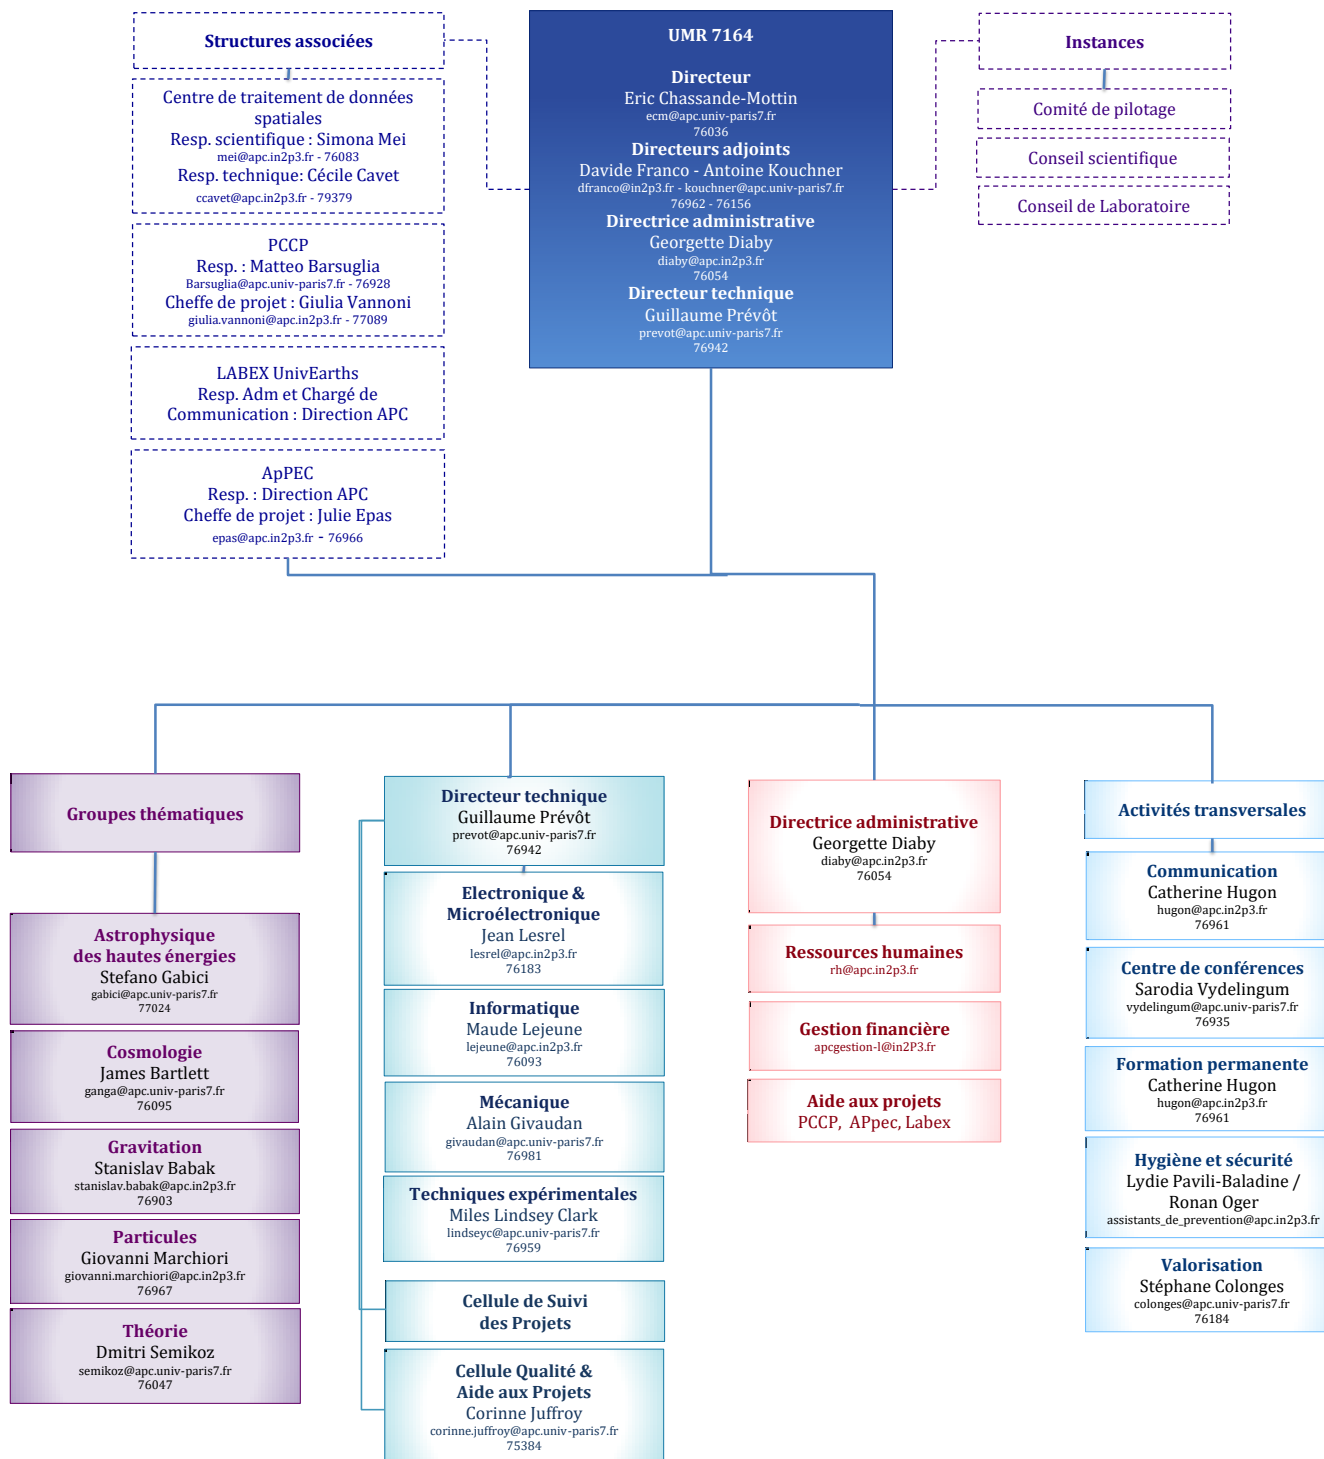 Structures associées
Centre de traitement de données
spatiales
Resp. scientifique : Simona Mei
mei@apc.in2p3.fr - 76083
Resp. technique: Cécile Cavet
ccavet@apc.in2p3.fr - 79379
PCCP
Resp. : Matteo Barsuglia
Barsuglia@apc.univ-paris7.fr - 76928
Cheffe de projet : Giulia Vannoni
giulia.vannoni@apc.in2p3.fr - 77089
LABEX UnivEarths
Resp. Adm et Chargé de
Communication : Direction APC
ApPEC
Resp. : Direction APC
Cheffe de projet : Julie Epas
epas@apc.in2p3.fr - 76966
UMR 7164
Directeur
Eric Chassande-Mottin
ecm@apc.univ-paris7.fr
76036
Directeurs adjoints
Davide Franco - Antoine Kouchner
dfranco@in2p3.fr - kouchner@apc.univ-paris7.fr
76962 - 76156
Directrice administrative
Georgette Diaby
diaby@apc.in2p3.fr
76054
Directeur technique
Guillaume Prévôt
prevot@apc.univ-paris7.fr
76942
Instances
Comité de pilotage
Conseil scientifique
Conseil de Laboratoire
Groupes thématiques
Astrophysique
des hautes énergies
Stefano Gabici
gabici@apc.univ-paris7.fr
77024
Cosmologie
James Bartlett
ganga@apc.univ-paris7.fr
76095
Gravitation
Stanislav Babak
stanislav.babak@apc.in2p3.fr
76903
Particules
Giovanni Marchiori
giovanni.marchiori@apc.in2p3.fr
76967
Théorie
Dmitri Semikoz
semikoz@apc.univ-paris7.fr
76047
Directeur technique
Guillaume Prévôt
prevot@apc.univ-paris7.fr
76942
Electronique &
Microélectronique
Jean Lesrel
lesrel@apc.in2p3.fr
76183
Informatique
Maude Lejeune
lejeune@apc.in2p3.fr
76093
Mécanique
Alain Givaudan
givaudan@apc.univ-paris7.fr
76981
Techniques expérimentales
Miles Lindsey Clark
lindseyc@apc.univ-paris7.fr
76959
Cellule de Suivi
des Projets
Cellule Qualité &
Aide aux Projets
Corinne Juffroy
corinne.juffroy@apc.univ-paris7.fr
75384
Directrice administrative
Georgette Diaby
diaby@apc.in2p3.fr
76054
Ressources humaines
rh@apc.in2p3.fr
Gestion financière
apcgestion-l@in2P3.fr
Aide aux projets
PCCP, APpec, Labex
Activités transversales
Communication
Catherine Hugon
hugon@apc.in2p3.fr
76961
Centre de conférences
Sarodia Vydelingum
vydelingum@apc.univ-paris7.fr
76935
Formation permanente
Catherine Hugon
hugon@apc.in2p3.fr
76961
Hygiène et sécurité
Lydie Pavili-Baladine /
Ronan Oger
assistants_de_prevention@apc.in2p3.fr
Valorisation
Stéphane Colonges
colonges@apc.univ-paris7.fr
76184